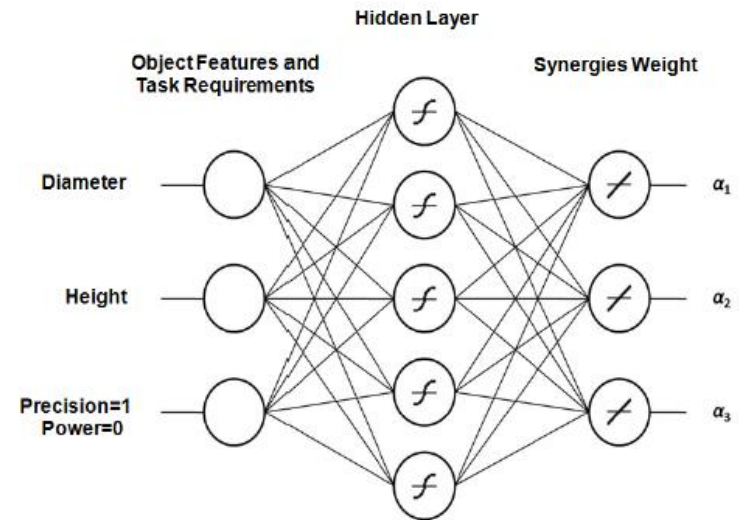 Hidden Layer
Object Features and
Task Requirements
Synergies Weight
Diameter
α₁
Height
α₂
Precision=1
Power=0
α₃